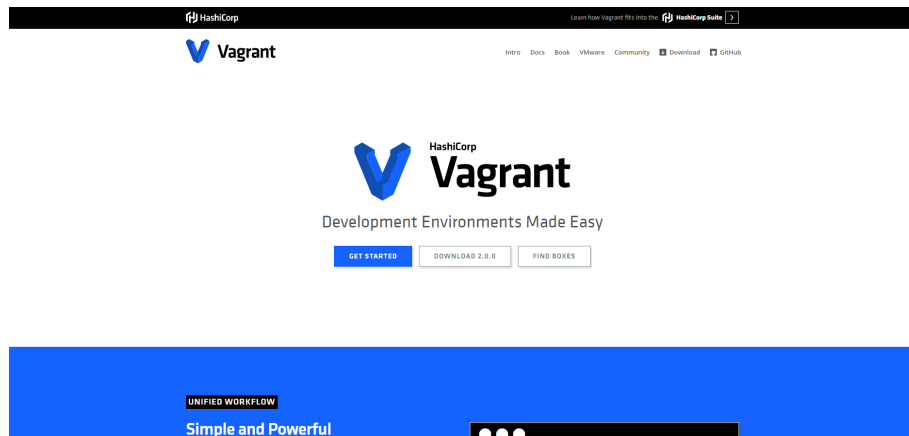 HashiCorp
Learn how Vagrant fits into the HashiCorp Suite
Vagrant
Intro Docs Book VMware Community Download GitHub
HashiCorp
Vagrant
Development Environments Made Easy
GET STARTED DOWNLOAD 2.0.0 FIND BOXES
UNIFIED WORKFLOW
Simple and Powerful